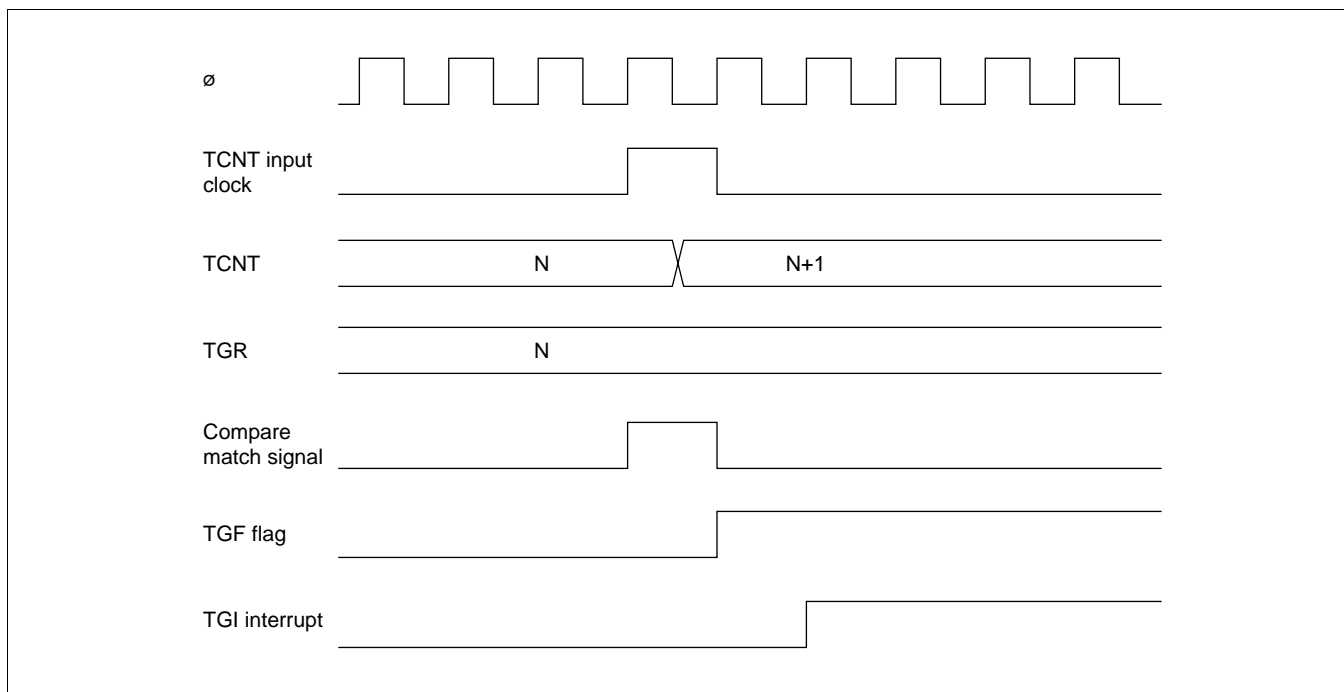 ø
TCNT input
clock
TCNT
N
N+1
TGR
N
Compare
match signal
TGF flag
TGI interrupt